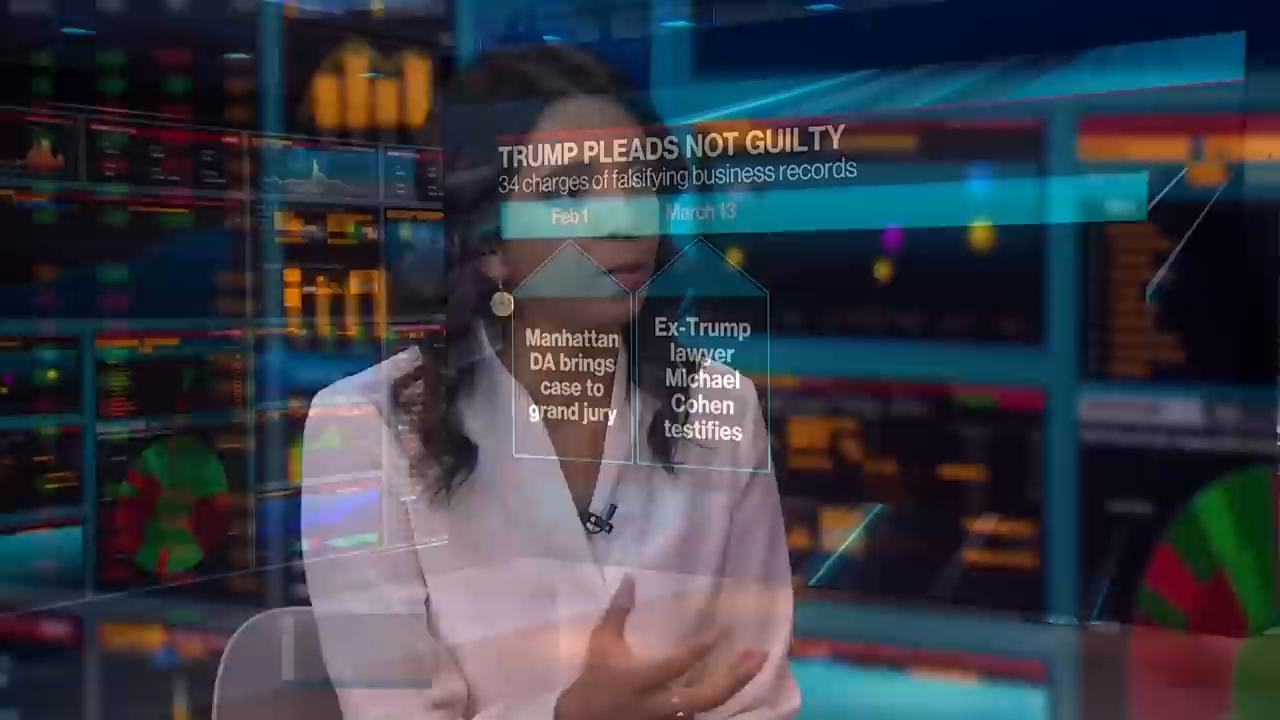 TRUMP PLEADS NOT GUILTY
34 charges of falsifying business records
Feb 1
March 13
Manhattan
DA brings
case to
grand jury
Ex-Trump
lawyer
Michael
Cohen
testifies